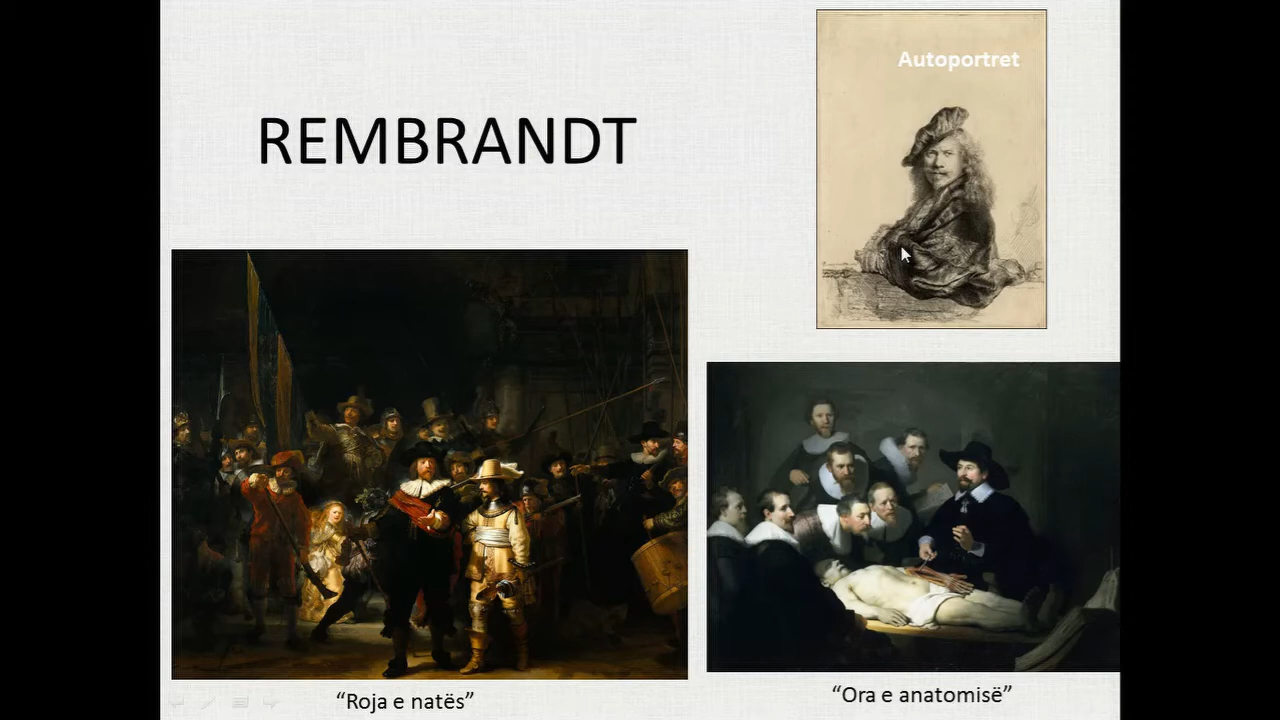 Autoportret
REMBRANDT
“Roja e natës”
“Ora e anatomisë”